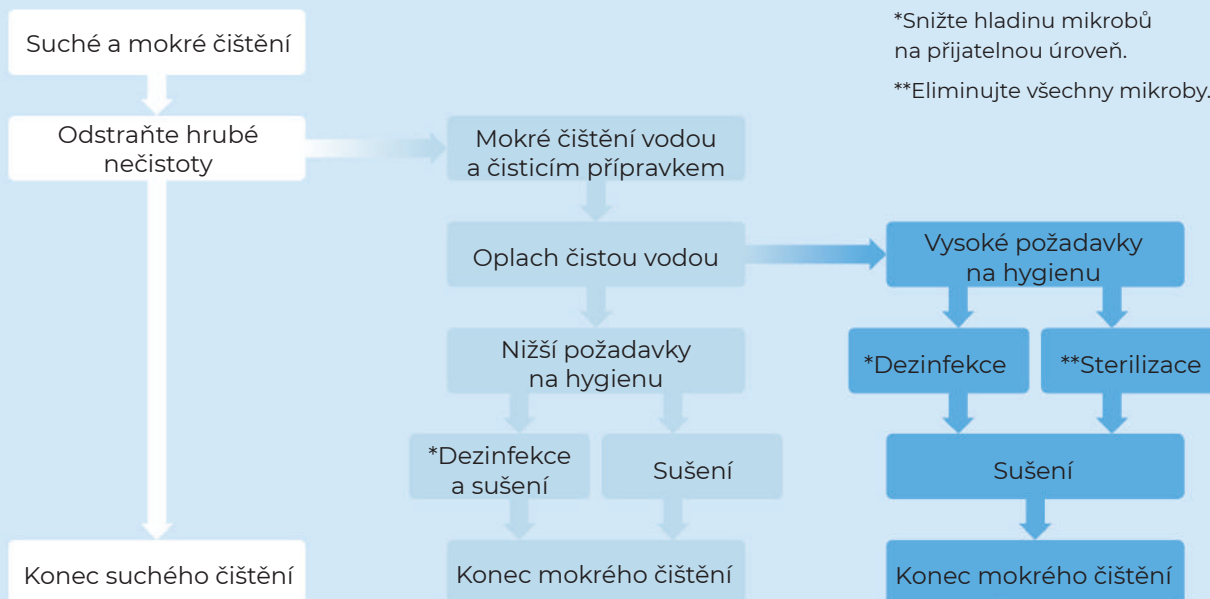 *Snižte hladinu mikrobů
na přijatelnou úroveň.
**Eliminujte všechny mikroby.
Suché a mokré čištění
Odstraňte hrubé
nečistoty
Mokré čištění vodou
a čisticím přípravkem
Oplach čistou vodou
Vysoké požadavky
na hygienu
Nižší požadavky
na hygienu
*Dezinfekce
**Sterilizace
*Dezinfekce
a sušení
Sušení
Sušení
Konec suchého čištění
Konec mokrého čištění
Konec mokrého čištění